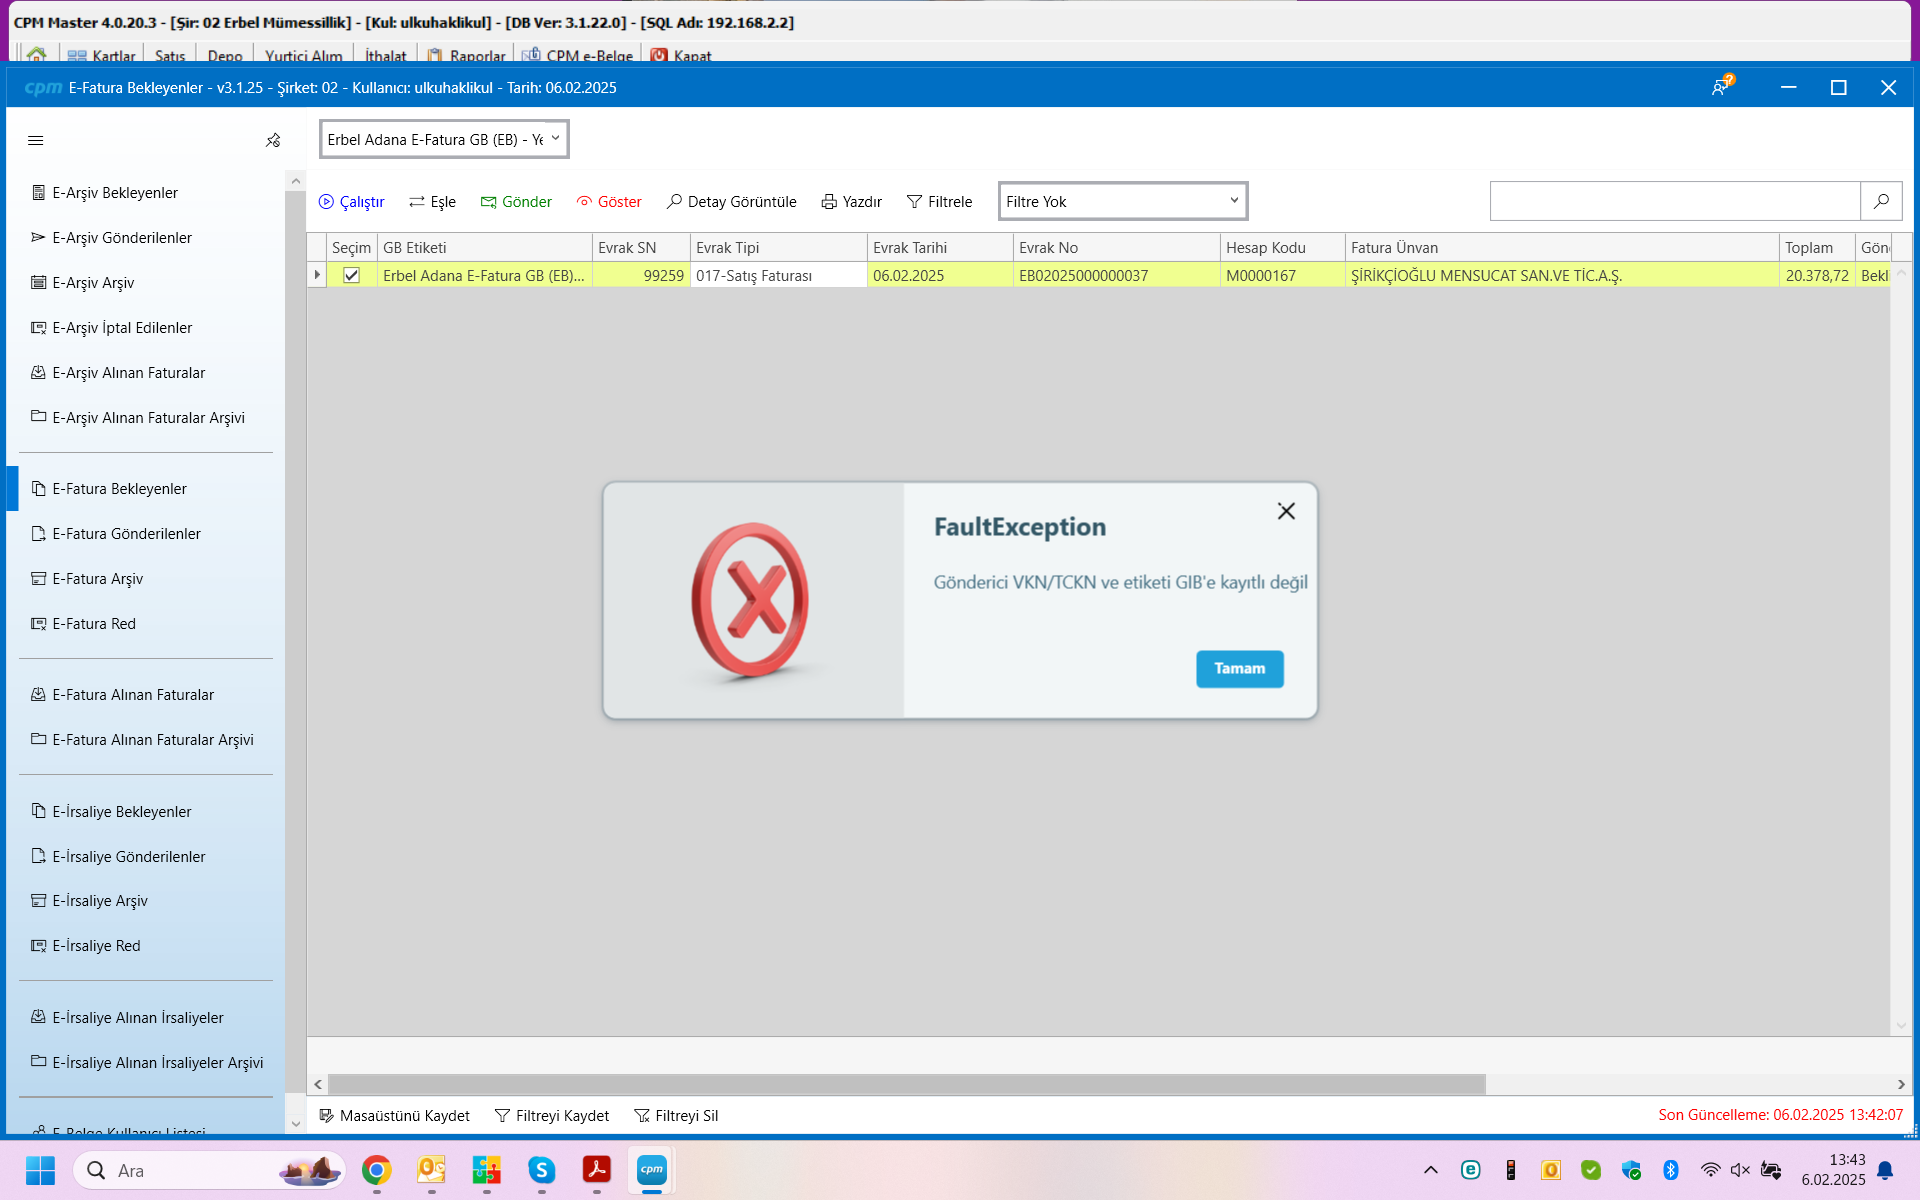 CPM Master 4.0.20.3 - [Şir: 02 Erbel Mümessillik] - [Kul: ulkuhaklikul] - [DB Ver: 3.1.22.0] - [SQL Adı: 192.168.2.2]
Kartlar Satış Depo Yurtiçi Alım İthalat Raporlar CPM e-Belge Kapat
cpm E-Fatura Bekleyenler - v3.1.25 - Şirket: 02 - Kullanıcı: ulkuhaklikul - Tarih: 06.02.2025
Erbel Adana E-Fatura GB (EB) - Ye
Çalıştır Eşle Gönder Göster Detay Görüntüle Yazdır Filtrele Filtre Yok
Seçim GB Etiketi Evrak SN Evrak Tipi Evrak Tarihi Evrak No Hesap Kodu Fatura Ünvan Toplam Gön
Erbel Adana E-Fatura GB (EB)... 99259 017-Satış Faturası 06.02.2025 EB02025000000037 M0000167 ŞİRİKÇİOĞLU MENSUCAT SAN.VE TİC.A.Ş. 20.378,72 Bekl
E-Arşiv Bekleyenler
E-Arşiv Gönderilenler
E-Arşiv Arşiv
E-Arşiv İptal Edilenler
E-Arşiv Alınan Faturalar
E-Arşiv Alınan Faturalar Arşivi
E-Fatura Bekleyenler
E-Fatura Gönderilenler
E-Fatura Arşiv
E-Fatura Red
E-Fatura Alınan Faturalar
E-Fatura Alınan Faturalar Arşivi
E-İrsaliye Bekleyenler
E-İrsaliye Gönderilenler
E-İrsaliye Arşiv
E-İrsaliye Red
E-İrsaliye Alınan İrsaliyeler
E-İrsaliye Alınan İrsaliyeler Arşivi
E-Belge Kullanıcı Listesi
FaultException
Gönderici VKN/TCKN ve etiketi GIB'e kayıtlı değil
Tamam
Masaüstünü Kaydet Filtreyi Kaydet Filtreyi Sil
Son Güncelleme: 06.02.2025 13:42:07
Ara
cpm
13:43
6.02.2025